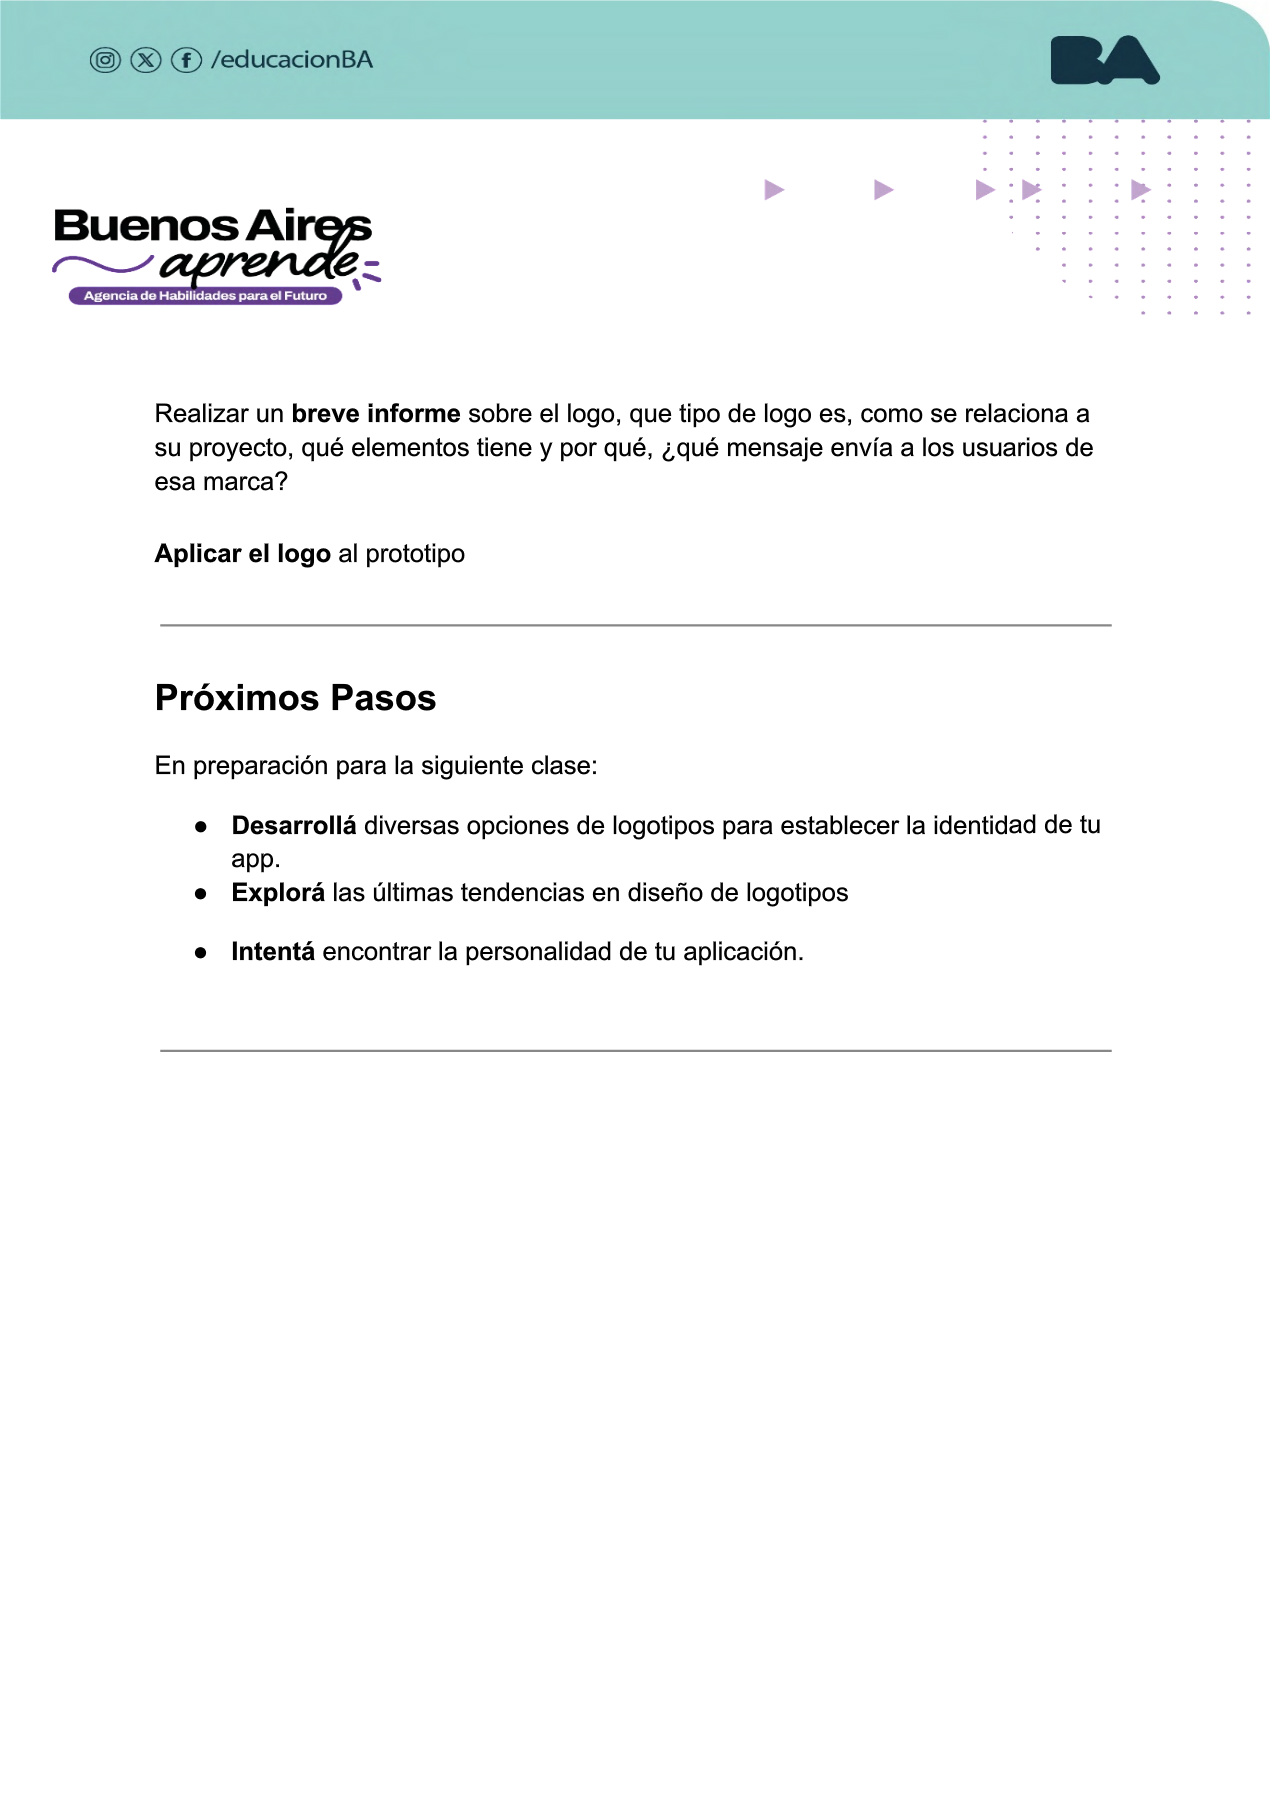 /educacionBA
BA
Buenos Aires
aprende
Agencia de Habilidades para el Futuro
Realizar un breve informe sobre el logo, que tipo de logo es, como se relaciona a
su proyecto, qué elementos tiene y por qué, ¿qué mensaje envía a los usuarios de
esa marca?
Aplicar el logo al prototipo
Próximos Pasos
En preparación para la siguiente clase:
● Desarrollá diversas opciones de logotipos para establecer la identidad de tu
app.
● Explorá las últimas tendencias en diseño de logotipos
● Intentá encontrar la personalidad de tu aplicación.